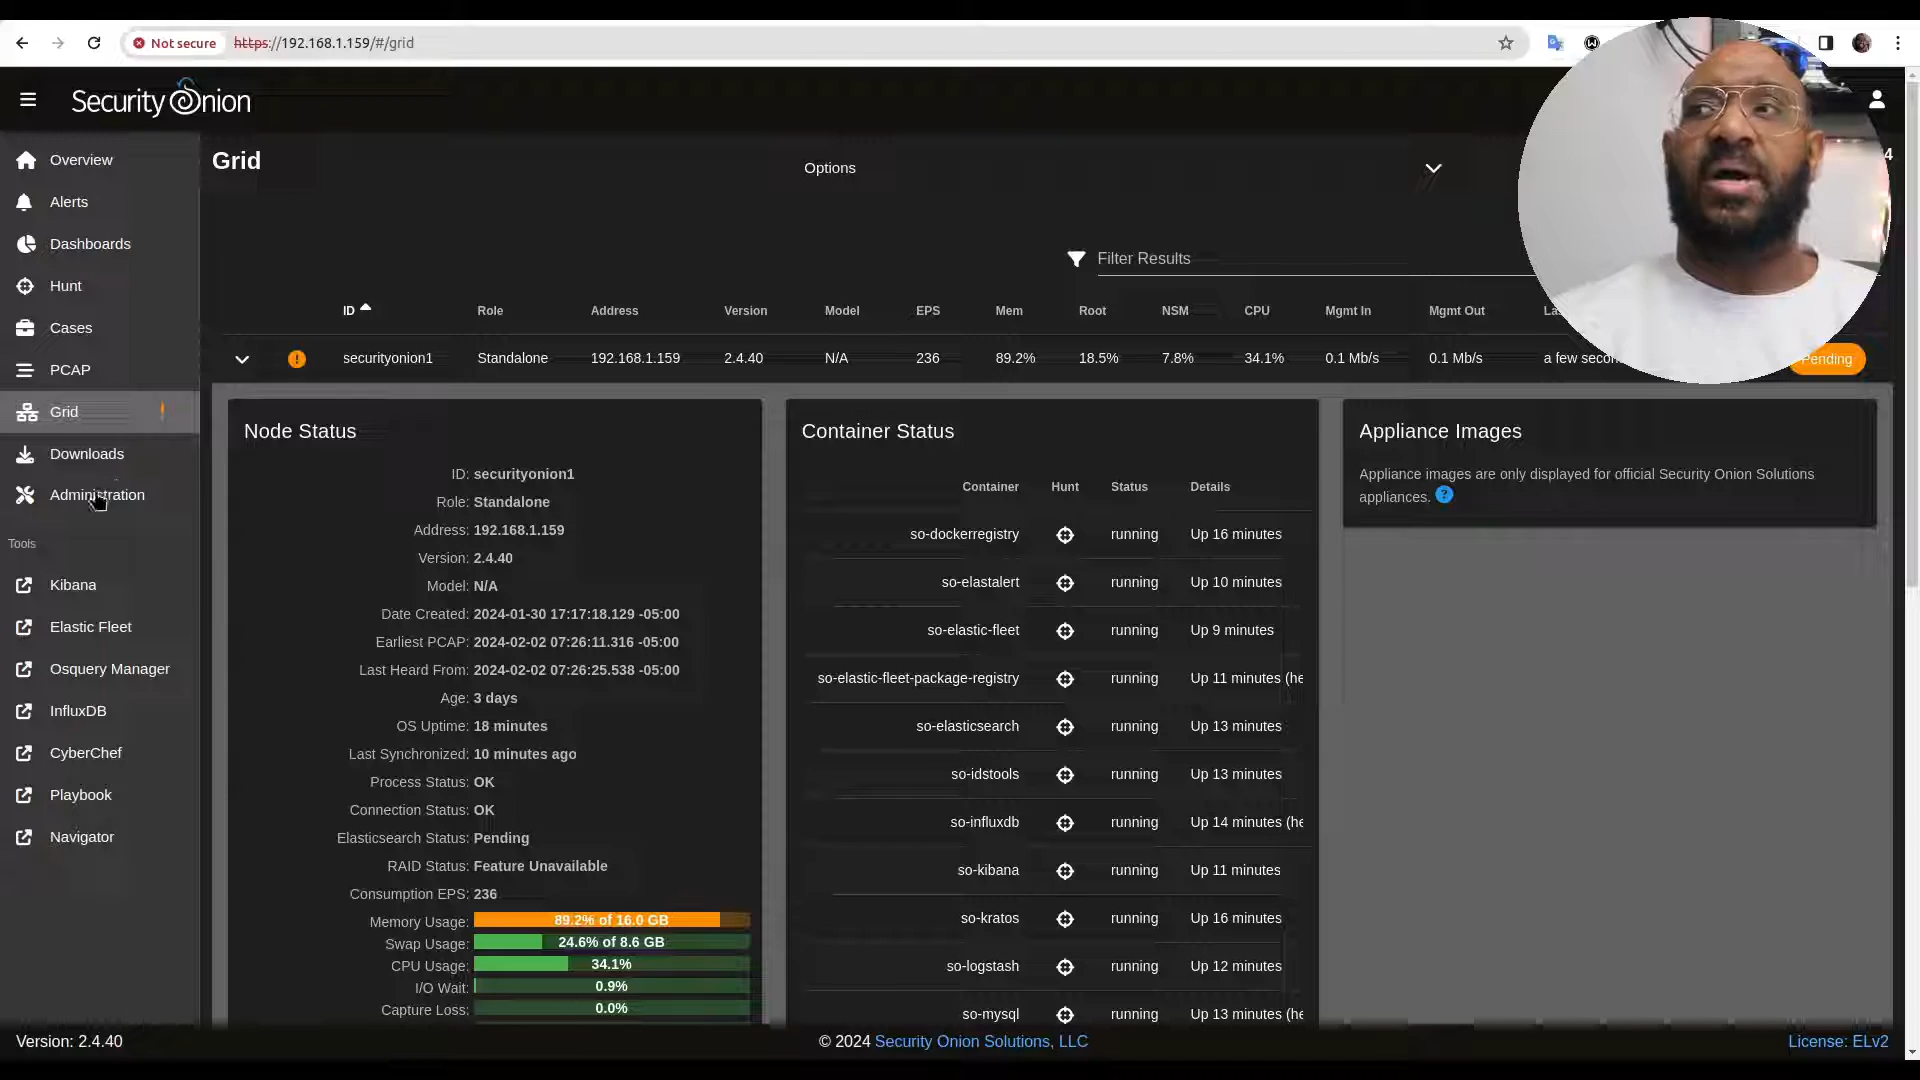 Not secure https://192.168.1.159/#/grid
Security Onion
Overview
Alerts
Dashboards
Hunt
Cases
PCAP
Grid
Downloads
Administration
Tools
Kibana
Elastic Fleet
Osquery Manager
InfluxDB
CyberChef
Playbook
Navigator
Grid
Options
4
Filter Results
ID Role Address Version Model EPS Mem Root NSM CPU Mgmt In Mgmt Out
securityonion1 Standalone 192.168.1.159 2.4.40 N/A 236 89.2% 18.5% 7.8% 34.1% 0.1 Mb/s 0.1 Mb/s a few Pending
Node Status
ID: securityonion1
Role: Standalone
Address: 192.168.1.159
Version: 2.4.40
Model: N/A
Date Created: 2024-01-30 17:17:18.129 -05:00
Earliest PCAP: 2024-02-02 07:26:11.316 -05:00
Last Heard From: 2024-02-02 07:26:25.538 -05:00
Age: 3 days
OS Uptime: 18 minutes
Last Synchronized: 10 minutes ago
Process Status: OK
Connection Status: OK
Elasticsearch Status: Pending
RAID Status: Feature Unavailable
Consumption EPS: 236
Memory Usage: 89.2% of 16.0 GB
Swap Usage: 24.6% of 8.6 GB
CPU Usage: 34.1%
I/O Wait: 0.9%
Capture Loss: 0.0%
Container Status
Container Hunt Status Details
so-dockerregistry running Up 16 minutes
so-elastalert running Up 10 minutes
so-elastic-fleet running Up 9 minutes
so-elastic-fleet-package-registry running Up 11 minutes (he
so-elasticsearch running Up 13 minutes
so-idstools running Up 13 minutes
so-influxdb running Up 14 minutes (he
so-kibana running Up 11 minutes
so-kratos running Up 16 minutes
so-logstash running Up 12 minutes
so-mysql running Up 13 minutes (he
Appliance Images
Appliance images are only displayed for official Security Onion Solutions
appliances. ?
Version: 2.4.40
© 2024 Security Onion Solutions, LLC
License: ELv2